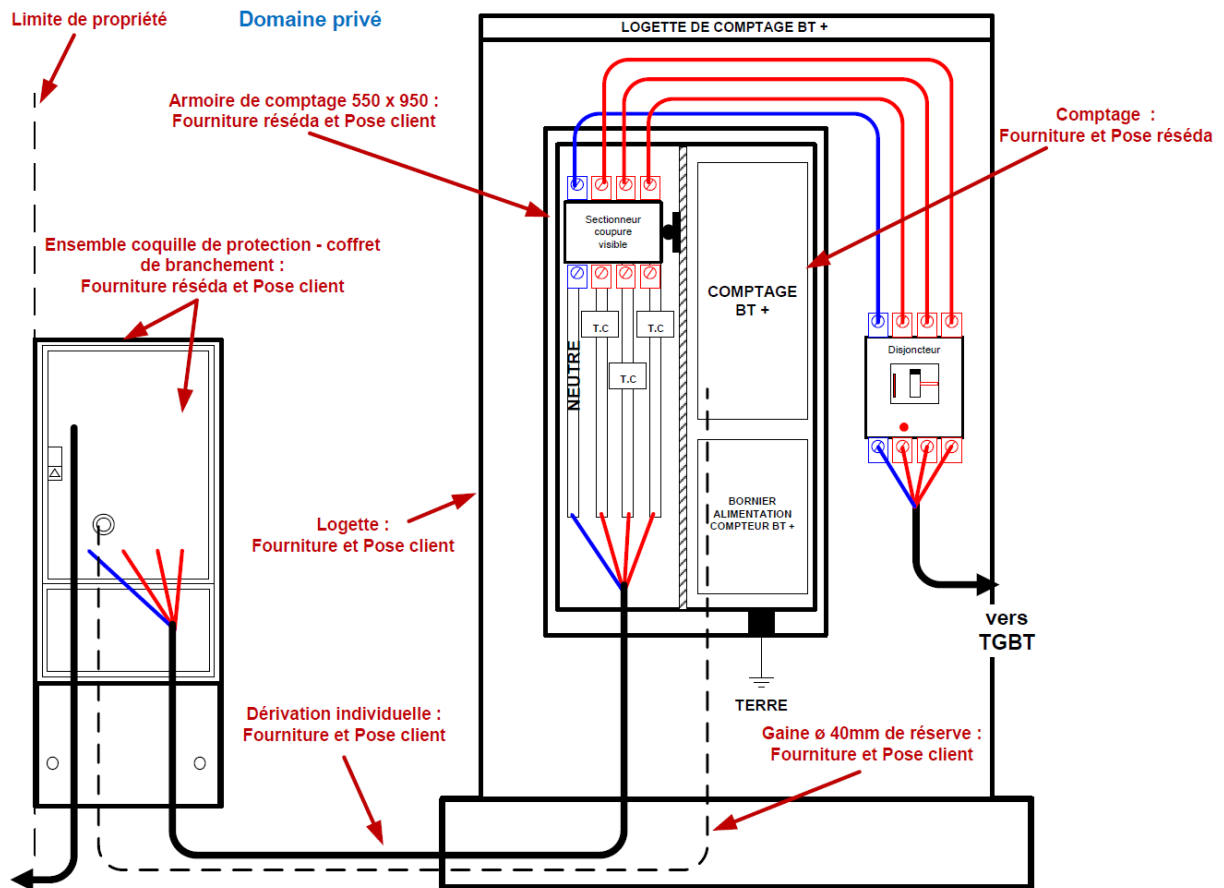 Limite de propriété
Domaine privé
LOGETTE DE COMPTAGE BT +
Armoire de comptage 550 x 950 :
Fourniture réséda et Pose client
Comptage :
Fourniture et Pose réséda
Ensemble coquille de protection - coffret
de branchement :
Fourniture réséda et Pose client
Sectionneur
coupure
visible
COMPTAGE
BT +
T.C
T.C
T.C
NEUTRE
Disjoncteur
BORNIER
ALIMENTATION
COMPTEUR BT +
Logette :
Fourniture et Pose client
vers
TGBT
TERRE
Dérivation individuelle :
Fourniture et Pose client
Gaine ø 40mm de réserve :
Fourniture et Pose client